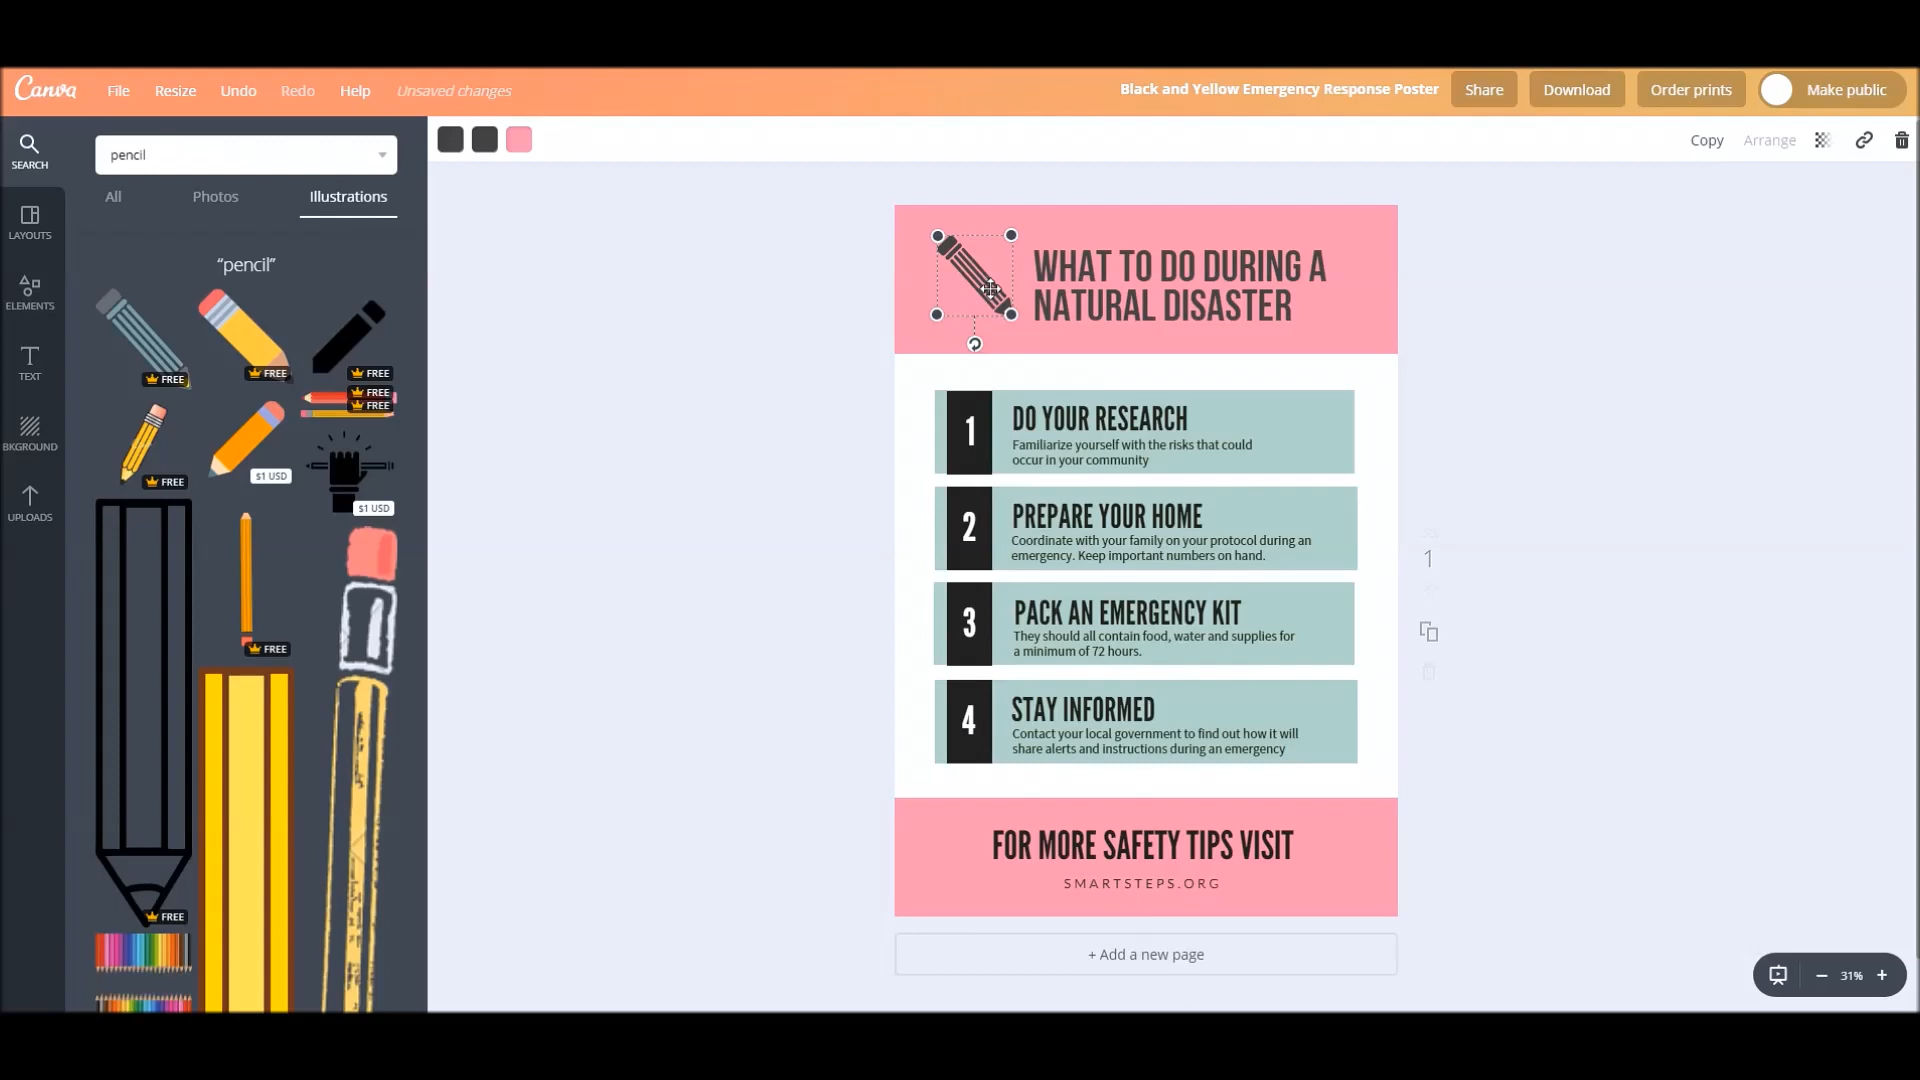 Canva
File
Resize
Undo
Redo
Help
Unsaved changes
Black and Yellow Emergency Response Poster
Share
Download
Order prints
Make public
SEARCH
LAYOUTS
ELEMENTS
TEXT
BKGROUND
UPLOADS
pencil
All
Photos
Illustrations
“pencil”
FREE
FREE
FREE
FREE
FREE
FREE
$1 USD
$1 USD
FREE
FREE
Copy
Arrange
WHAT TO DO DURING A
NATURAL DISASTER
1
DO YOUR RESEARCH
Familiarize yourself with the risks that could
occur in your community
2
PREPARE YOUR HOME
Coordinate with your family on your protocol during an
emergency. Keep important numbers on hand.
3
PACK AN EMERGENCY KIT
They should all contain food, water and supplies for
a minimum of 72 hours.
4
STAY INFORMED
Contact your local government to find out how it will
share alerts and instructions during an emergency
FOR MORE SAFETY TIPS VISIT
SMARTSTEPS.ORG
+ Add a new page
1
31%